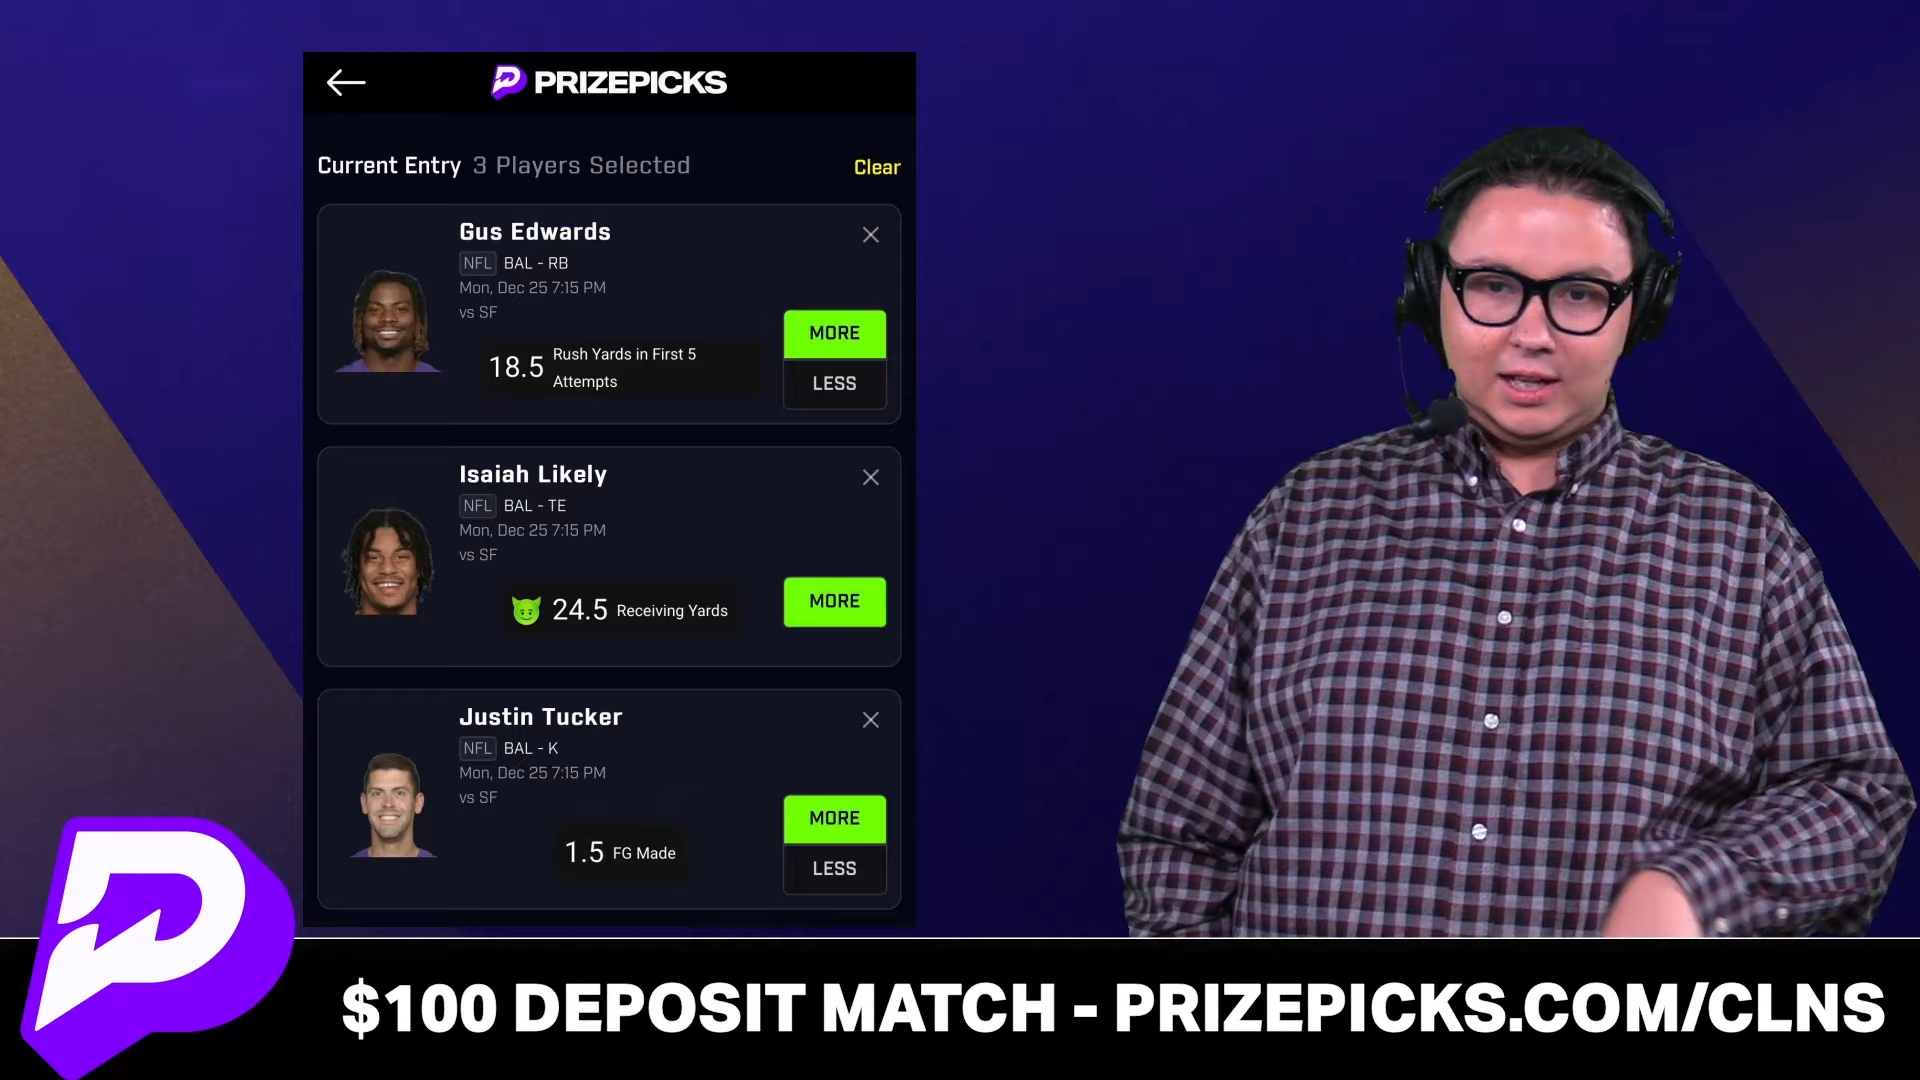 PRIZEPICKS
Current Entry 3 Players Selected Clear
Gus Edwards
NFL BAL - RB
Mon, Dec 25 7:15 PM
vs SF
18.5 Rush Yards in First 5
Attempts
MORE
LESS
Isaiah Likely
NFL BAL - TE
Mon, Dec 25 7:15 PM
vs SF
24.5 Receiving Yards
MORE
Justin Tucker
NFL BAL - K
Mon, Dec 25 7:15 PM
vs SF
1.5 FG Made
MORE
LESS
$100 DEPOSIT MATCH - PRIZEPICKS.COM/CLNS